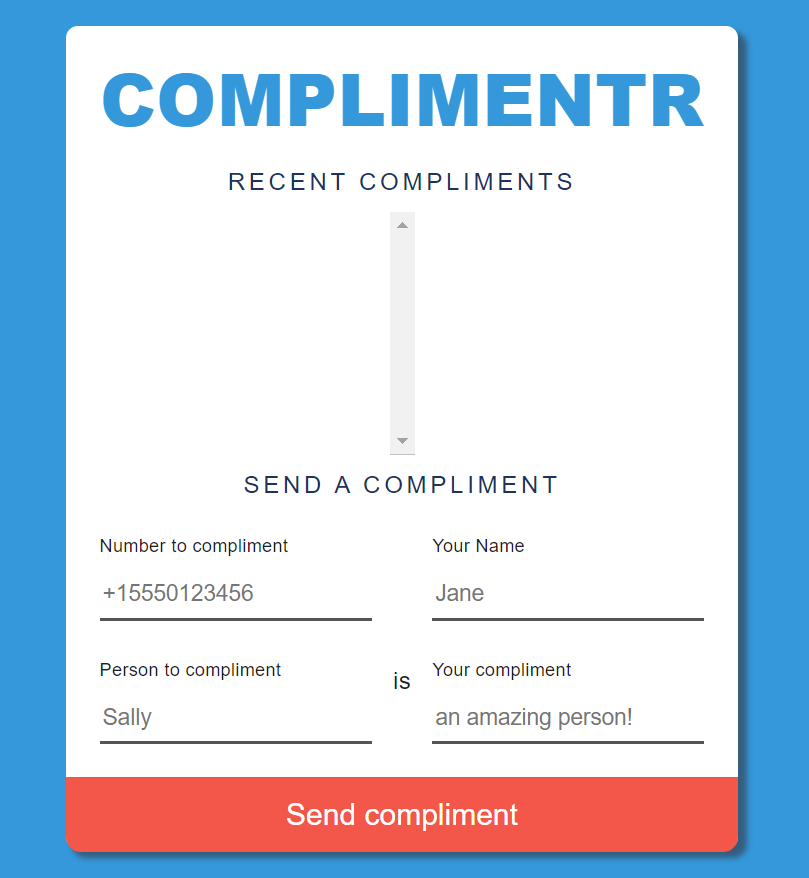 COMPLIMENTR
RECENT COMPLIMENTS
SEND A COMPLIMENT
Number to compliment
Your Name
+15550123456
Jane
Person to compliment
is
Your compliment
Sally
an amazing person!
Send compliment